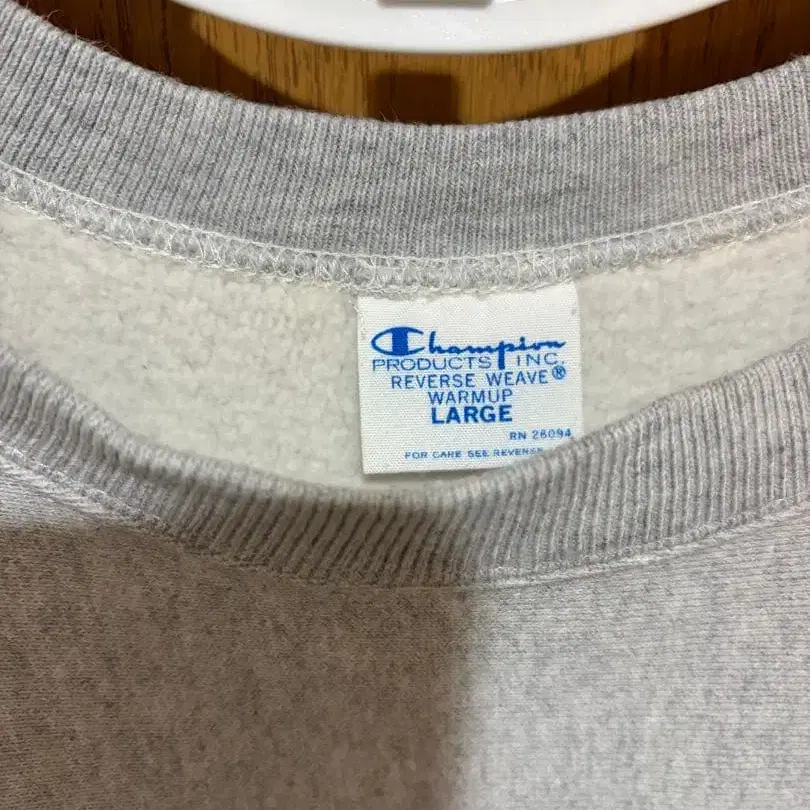 Champion
PRODUCTS INC.
REVERSE WEAVE®
WARMUP
LARGE
RN 26094
FOR CARE SEE REVERSE